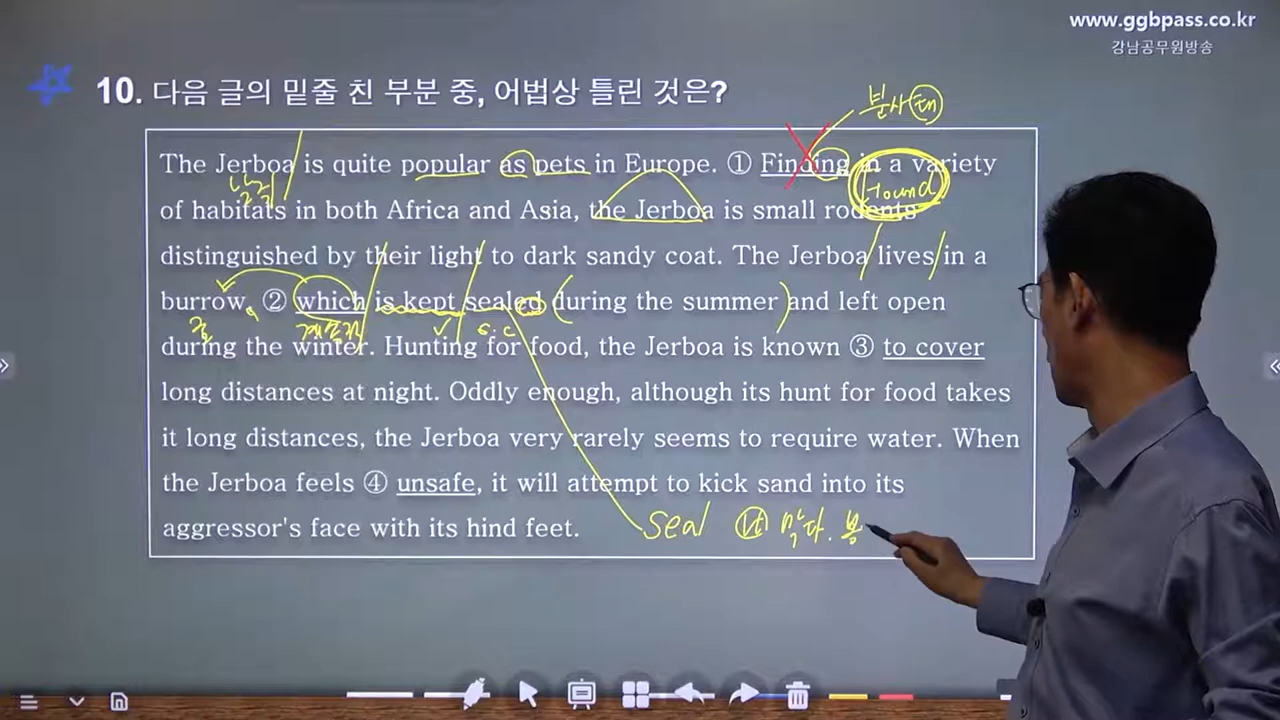 www.ggbpass.co.kr
강남공무원방송
10. 다음 글의 밑줄 친 부분 중, 어법상 틀린 것은?
분사 태
The Jerboa is quite popular as pets in Europe. ① Finding in a variety
found
of habitats in both Africa and Asia, the Jerboa is small rodents
distinguished by their light to dark sandy coat. The Jerboa lives in a
burrow, ② which is kept sealed during the summer and left open
굴
s.c
during the winter. Hunting for food, the Jerboa is known ③ to cover
long distances at night. Oddly enough, although its hunt for food takes
it long distances, the Jerboa very rarely seems to require water. When
the Jerboa feels ④ unsafe, it will attempt to kick sand into its
aggressor's face with its hind feet.
seal 막다. 봉